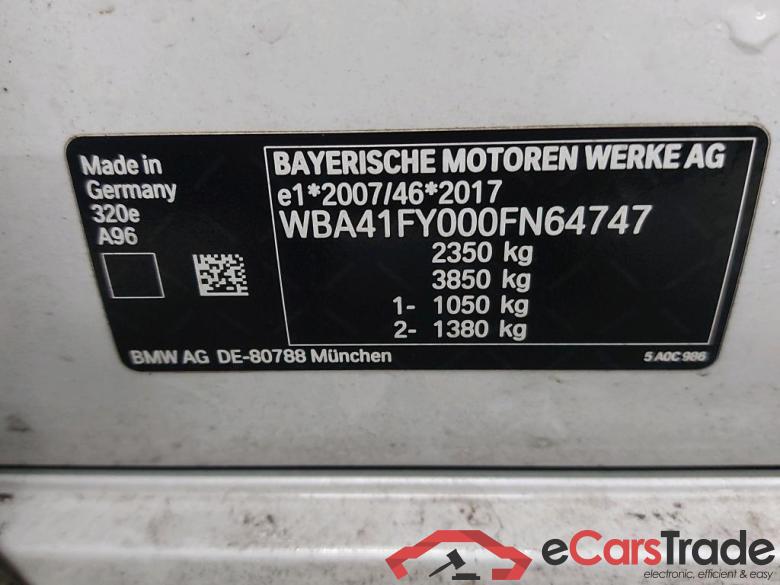 Made in
Germany
320e
A96
BAYERISCHE MOTOREN WERKE AG
e1*2007/46*2017
WBA41FY000FN64747
2350 kg
3850 kg
1- 1050 kg
2- 1380 kg
BMW AG DE-80788 München
5 A0C 986
eCarsTrade
electronic, efficient & easy